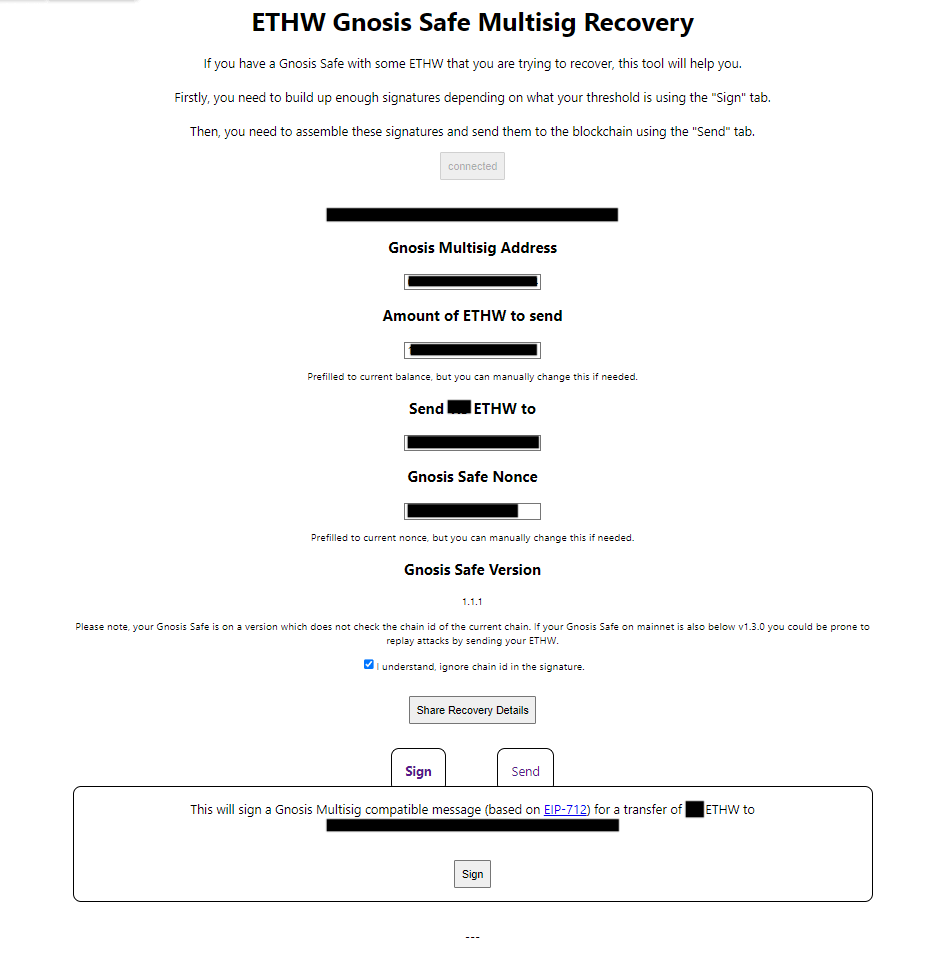 ETHW Gnosis Safe Multisig Recovery
If you have a Gnosis Safe with some ETHW that you are trying to recover, this tool will help you.
Firstly, you need to build up enough signatures depending on what your threshold is using the "Sign" tab.
Then, you need to assemble these signatures and send them to the blockchain using the "Send" tab.
connected
Gnosis Multisig Address
Amount of ETHW to send
Prefilled to current balance, but you can manually change this if needed.
Send ETHW to
Gnosis Safe Nonce
Prefilled to current nonce, but you can manually change this if needed.
Gnosis Safe Version
1.1.1
Please note, your Gnosis Safe is on a version which does not check the chain id of the current chain. If your Gnosis Safe on mainnet is also below v1.3.0 you could be prone to
replay attacks by sending your ETHW.
I understand, ignore chain id in the signature.
Share Recovery Details
Sign Send
This will sign a Gnosis Multisig compatible message (based on EIP-712) for a transfer of ETHW to
Sign
---